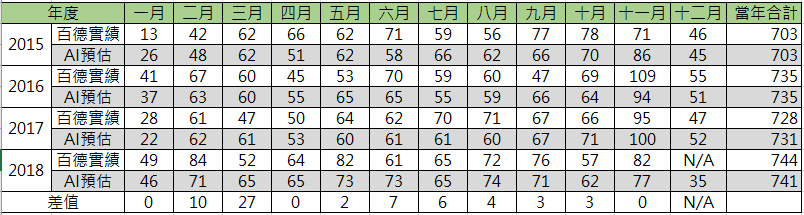 年度 一月 二月 三月 四月 五月 六月 七月 八月 九月 十月 十一月 十二月 當年合計
2015 百德實績 13 42 62 66 62 71 59 56 77 78 71 46 703
AI預估 26 48 62 51 62 58 66 62 66 70 86 45 703
2016 百德實績 41 67 60 45 53 70 59 60 47 69 109 55 735
AI預估 37 63 60 55 65 65 55 59 66 64 94 51 735
2017 百德實績 28 61 47 50 64 62 70 71 67 66 95 47 728
AI預估 22 62 61 53 60 61 61 60 67 71 100 52 731
2018 百德實績 49 84 52 64 82 61 65 72 76 57 82 N/A 744
AI預估 46 71 65 65 73 73 65 74 71 62 77 35 741
差值 0 10 27 0 2 7 6 4 3 3 0 N/A